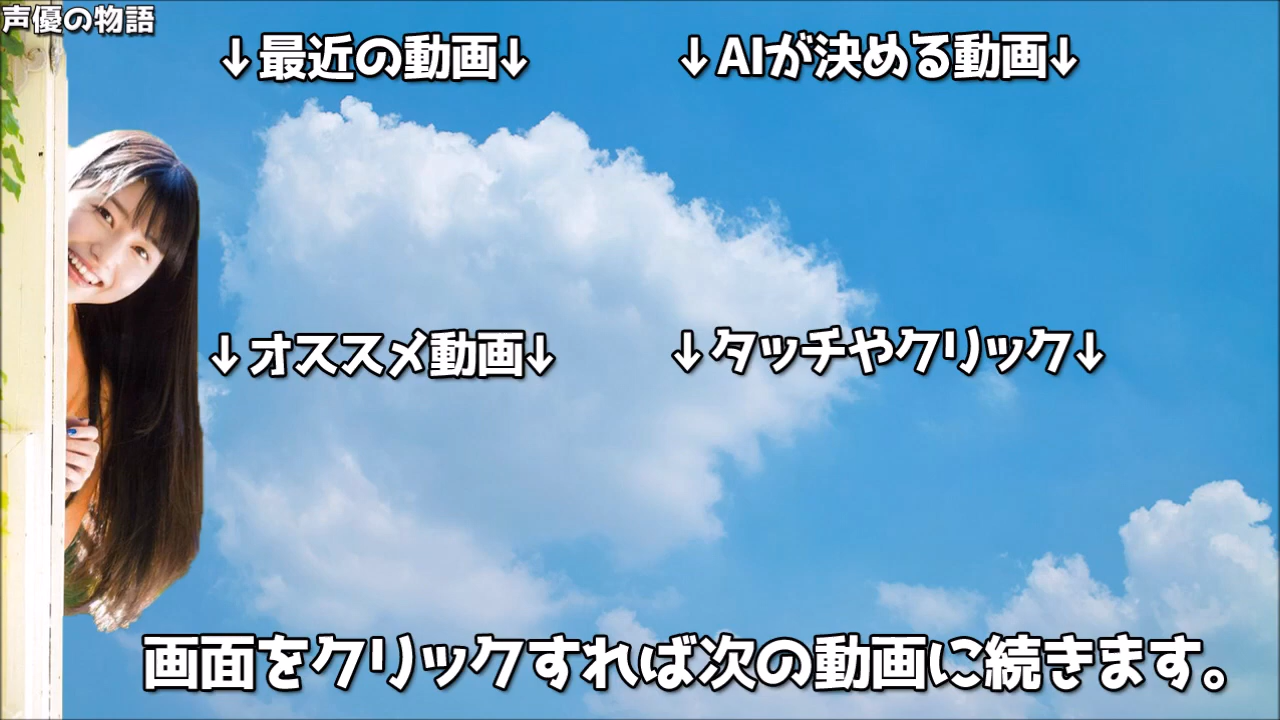 声優の物語
↓最近の動画↓
↓AIが決める動画↓
↓オススメ動画↓
↓タッチやクリック↓
画面をクリックすれば次の動画に続きます。